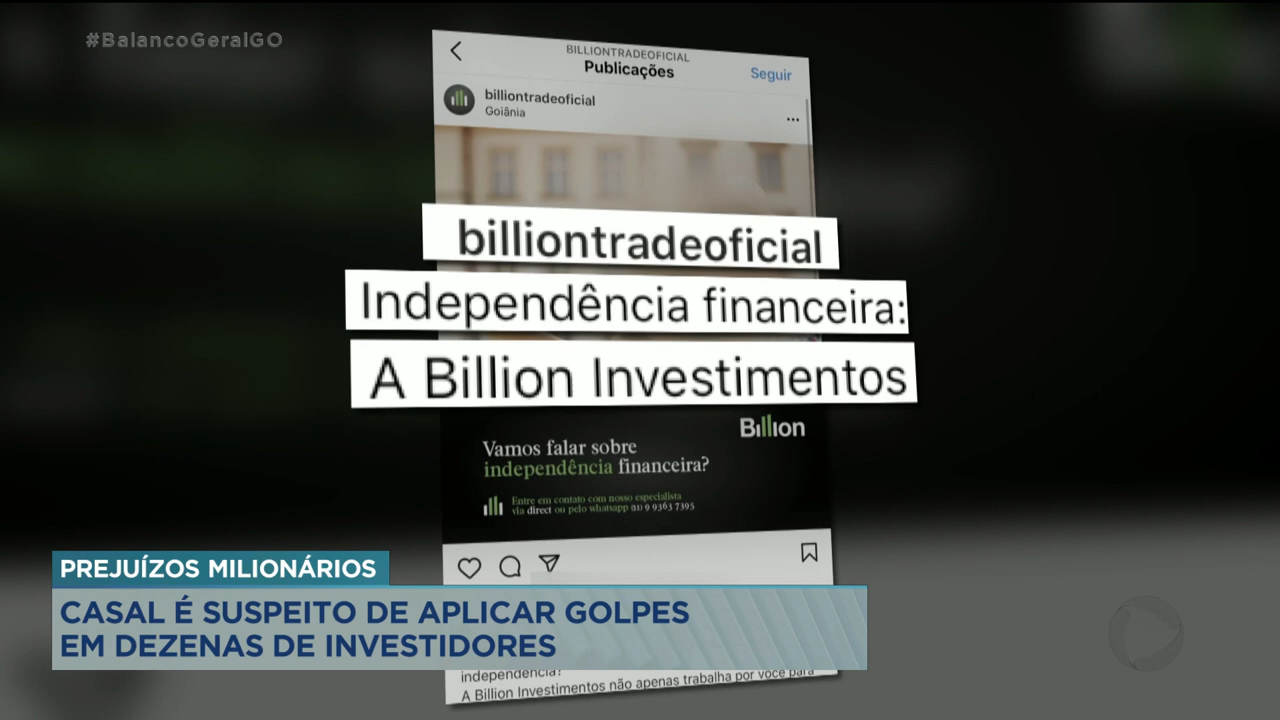 #BalancoGeralGO
BILLIONTRADEOFICIAL
Publicações
Seguir
billiontradeoficial
Goiânia
billiontradeoficial
Independência financeira:
A Billion Investimentos
Billion
Vamos falar sobre
independência financeira?
Entre em contato com nosso especialista
via direct ou pelo whatsapp (11) 9 9363 7395
PREJUÍZOS MILIONÁRIOS
CASAL É SUSPEITO DE APLICAR GOLPES
EM DEZENAS DE INVESTIDORES
independência?
A Billion Investimentos não apenas trabalha por você para